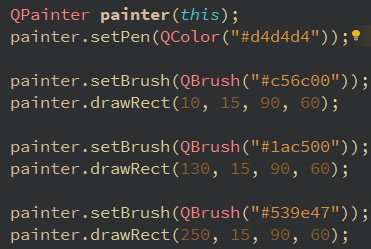 QPainter painter(this);
painter.setPen(QColor("#d4d4d4"));
painter.setBrush(QBrush("#c56c00"));
painter.drawRect(10, 15, 90, 60);
painter.setBrush(QBrush("#1ac500"));
painter.drawRect(130, 15, 90, 60);
painter.setBrush(QBrush("#539e47"));
painter.drawRect(250, 15, 90, 60);